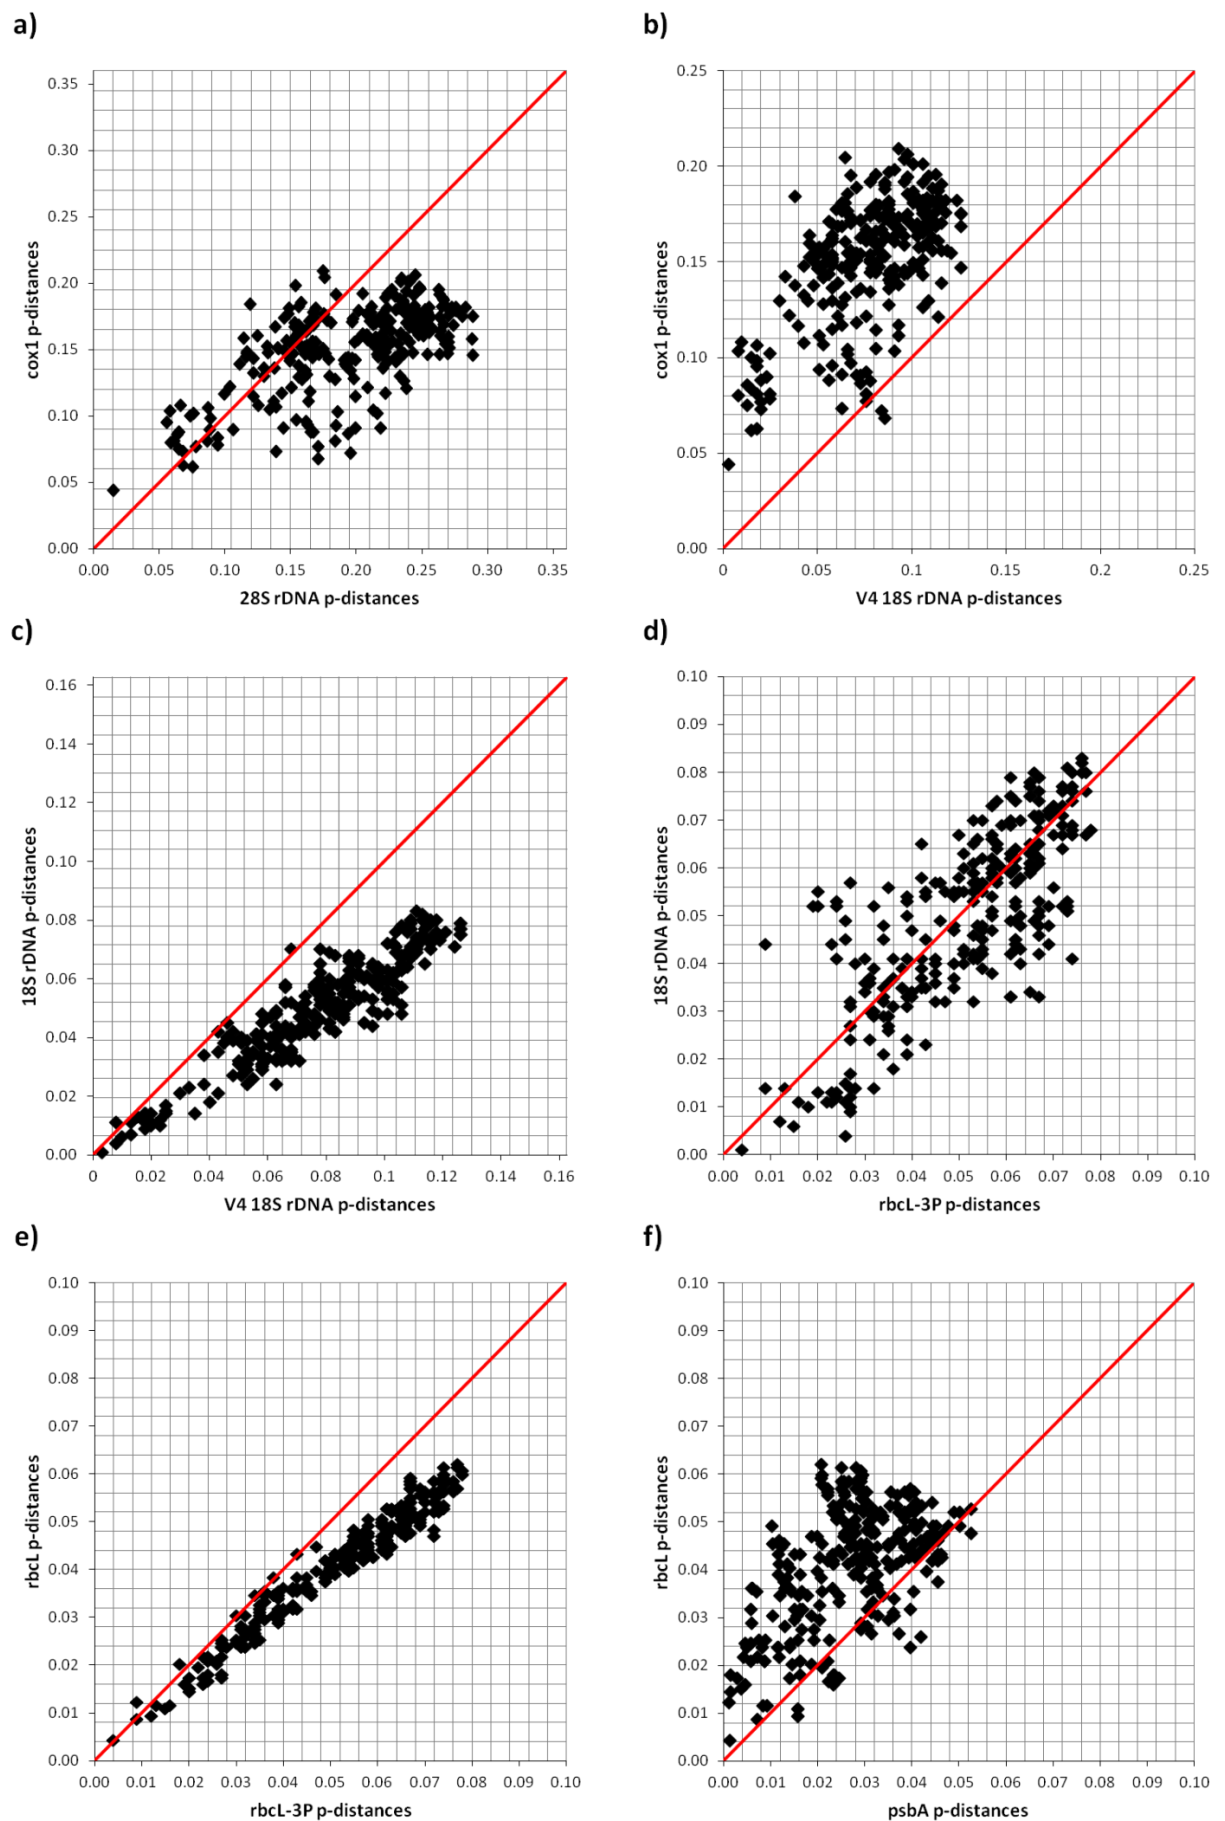 a)
0.35
0.30
0.25
0.20
0.15
0.10
0.05
0.00
cox1 p-distances
0.00 0.05 0.10 0.15 0.20 0.25 0.30 0.35
28S rDNA p-distances
b)
0.25
0.20
0.15
0.10
0.05
0.00
cox1 p-distances
0 0.05 0.1 0.15 0.2 0.25
V4 18S rDNA p-distances
c)
0.16
0.14
0.12
0.10
0.08
0.06
0.04
0.02
0.00
18S rDNA p-distances
0 0.02 0.04 0.06 0.08 0.10 0.12 0.14 0.16
V4 18S rDNA p-distances
d)
0.10
0.09
0.08
0.07
0.06
0.05
0.04
0.03
0.02
0.01
0.00
18S rDNA p-distances
0.00 0.01 0.02 0.03 0.04 0.05 0.06 0.07 0.08 0.09 0.10
rbcL-3P p-distances
e)
0.10
0.09
0.08
0.07
0.06
0.05
0.04
0.03
0.02
0.01
0.00
rbcL p-distances
0.00 0.01 0.02 0.03 0.04 0.05 0.06 0.07 0.08 0.09 0.10
rbcL-3P p-distances
f)
0.10
0.09
0.08
0.07
0.06
0.05
0.04
0.03
0.02
0.01
0.00
rbcL p-distances
0.00 0.01 0.02 0.03 0.04 0.05 0.06 0.07 0.08 0.09 0.10
psbA p-distances